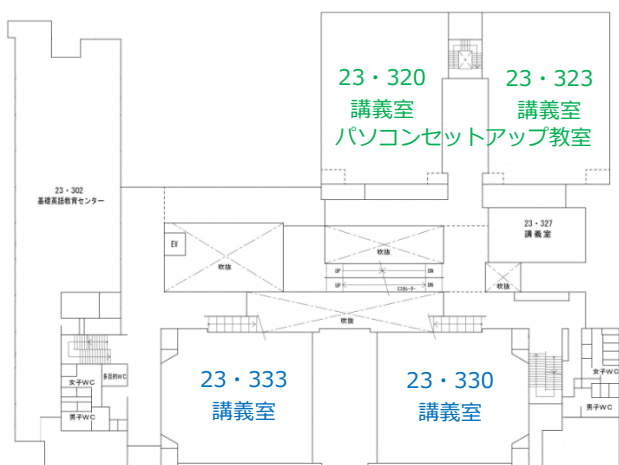 23・320
講義室
23・323
講義室
パソコンセットアップ教室
23・302
基礎英語教育センター
23・327
講義室
EV
吹抜
吹抜
UP
DN
UP
DN
エスカレーター
吹抜
吹抜
23・333
講義室
23・330
講義室
女子WC
多目的WC
男子WC
女子WC
男子WC